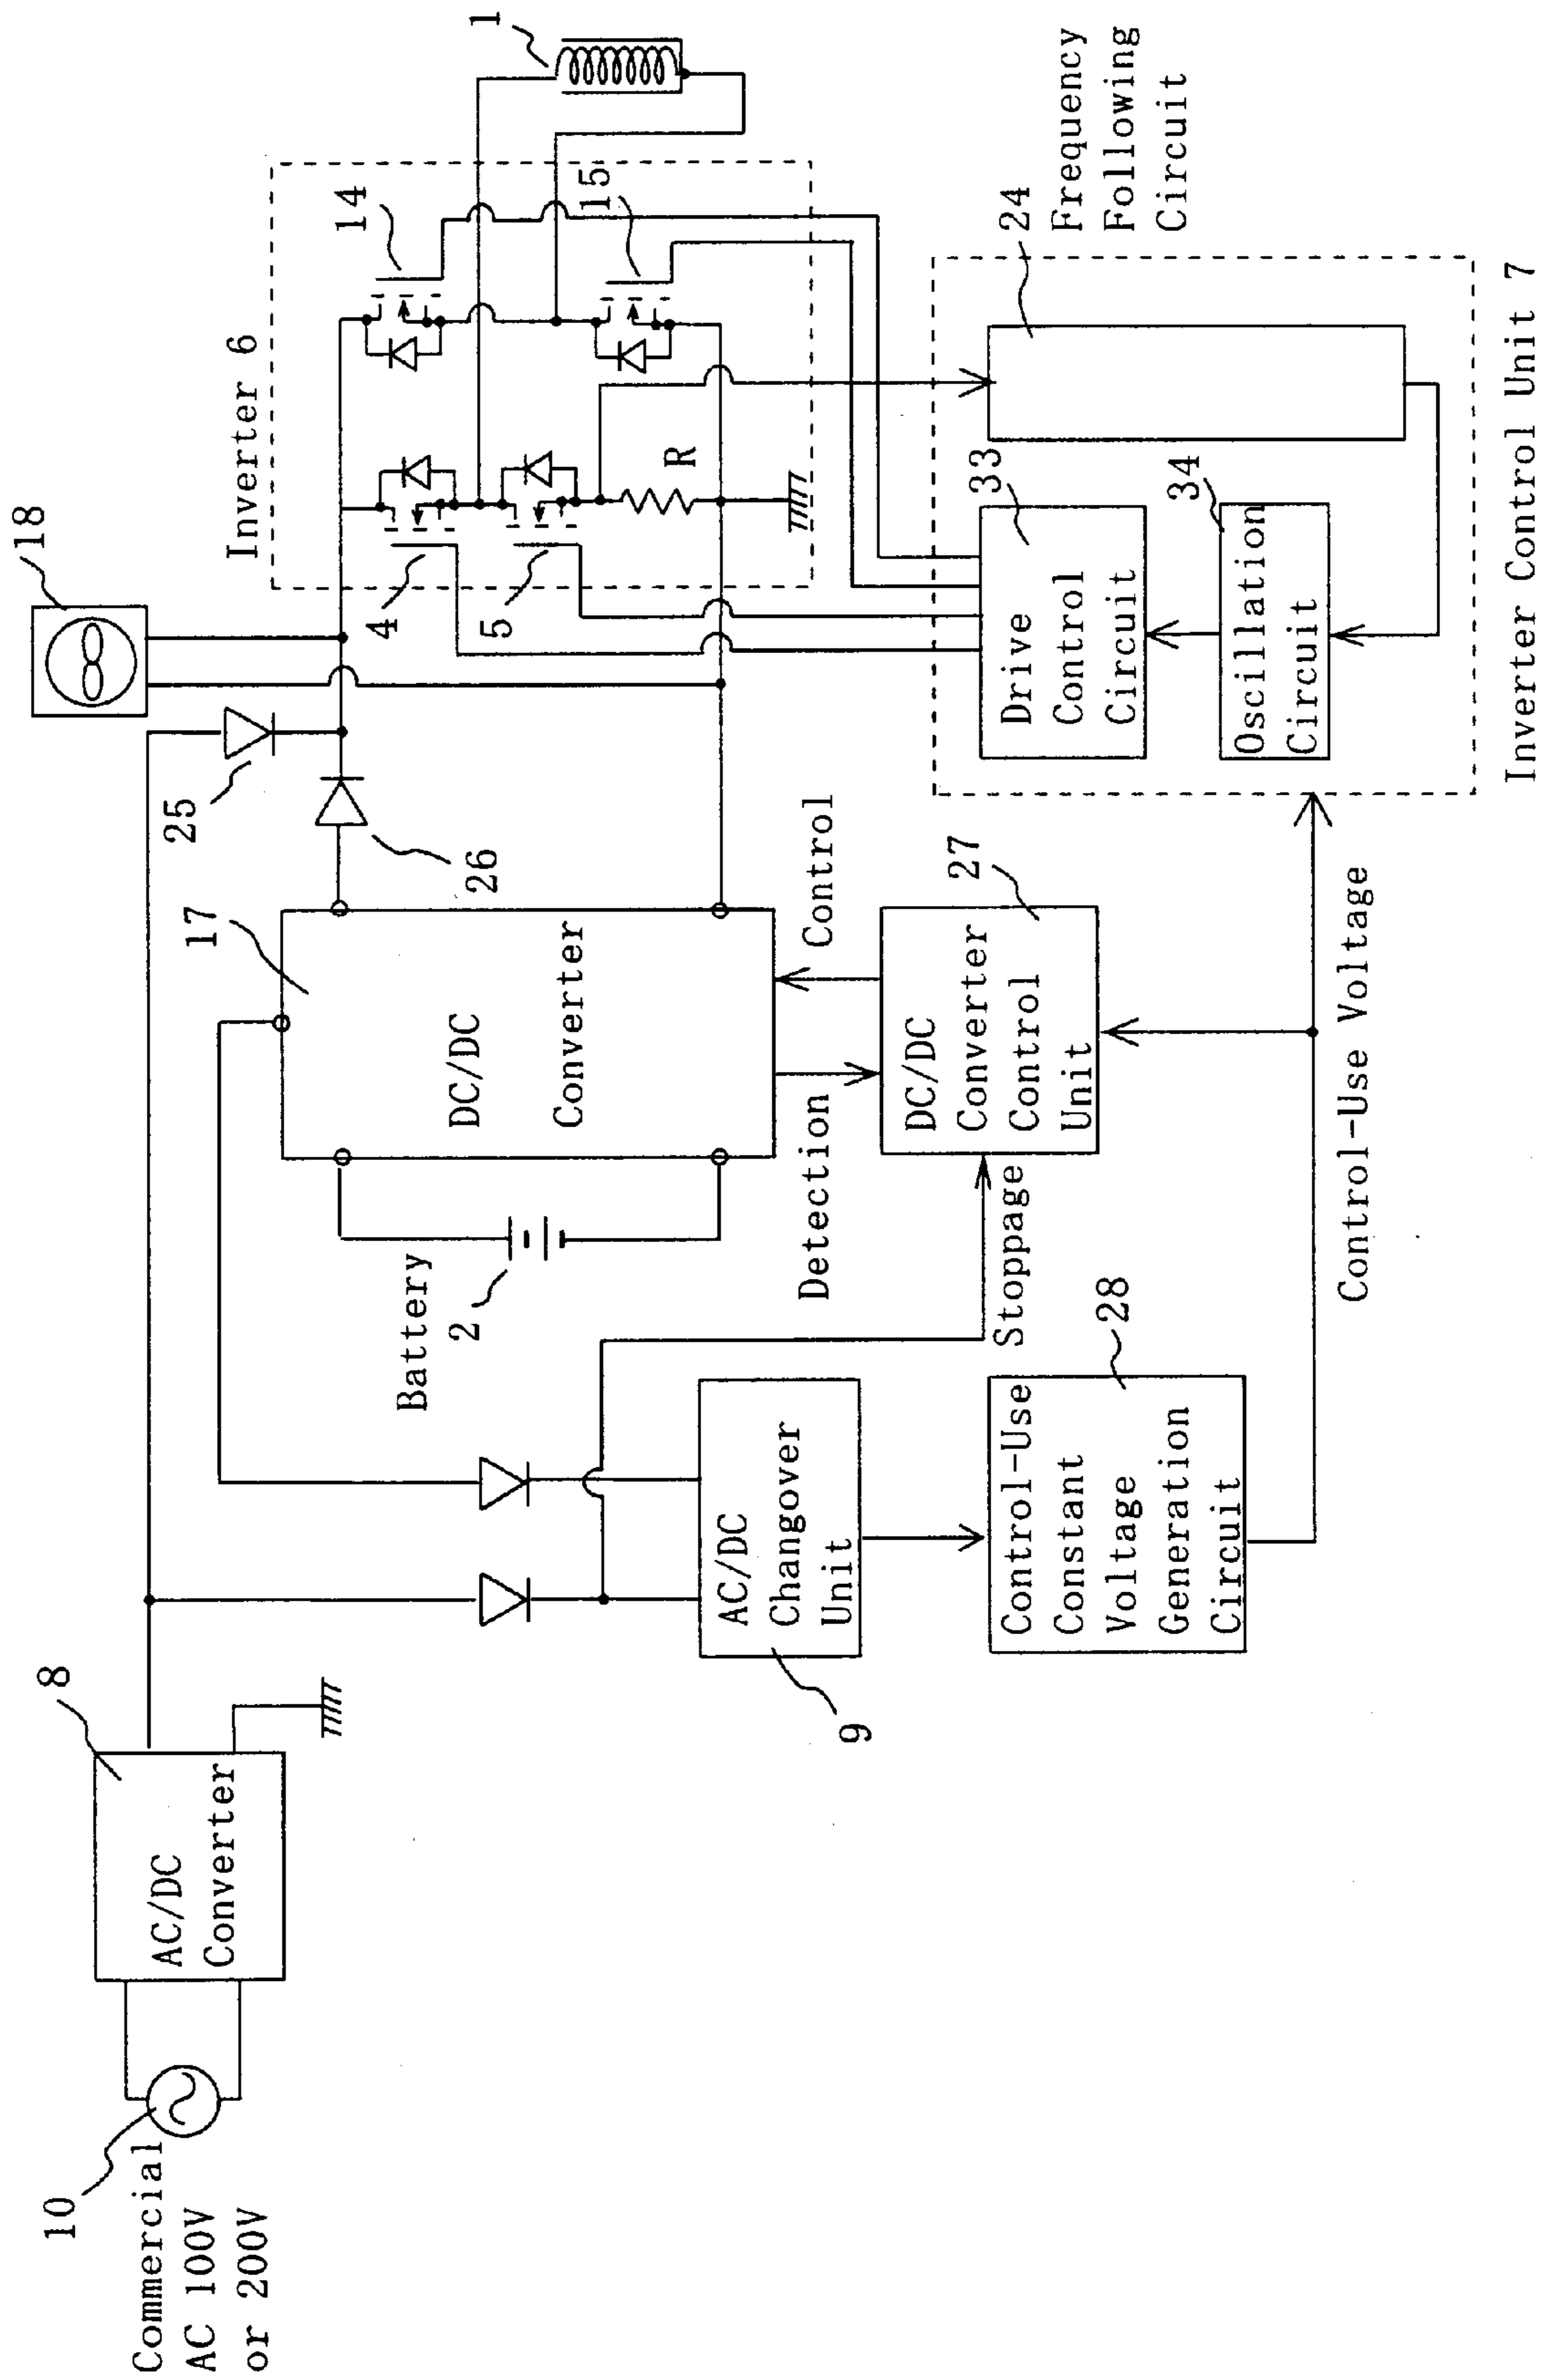 10
Commercial
AC 100V
or 200V
8
AC/DC
Converter
9
AC/DC
Changover
Unit
Control-Use
Constant
Voltage
Generation
Circuit
28
Battery
2
Stoppage
Detection
Control
17
DC/DC
Converter
DC/DC
Converter
Control
Unit
27
Control-Use Voltage
25
26
18
Inverter 6
4
5
R
14
15
1
Drive
Control
Circuit
33
Oscillation
Circuit
34
24
Frequency
Following
Circuit
Inverter Control Unit 7